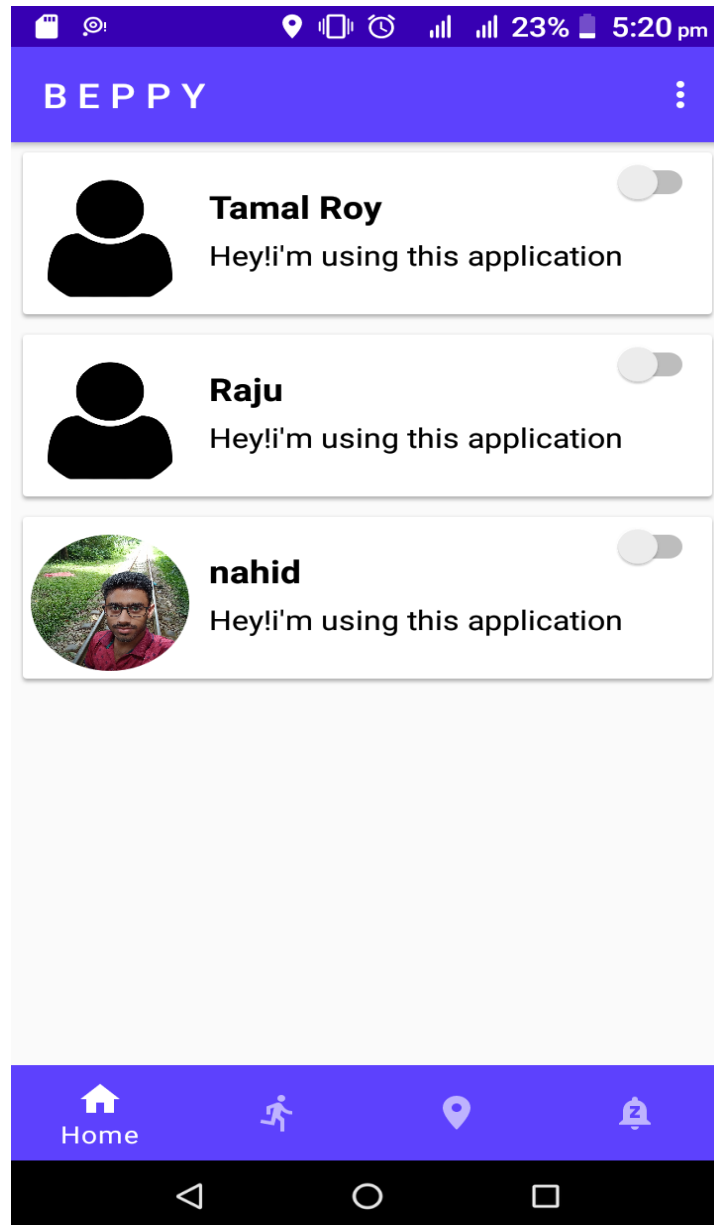 23% 5:20 pm
BEPPY
Tamal Roy
Hey!i'm using this application
Raju
Hey!i'm using this application
nahid
Hey!i'm using this application
Home